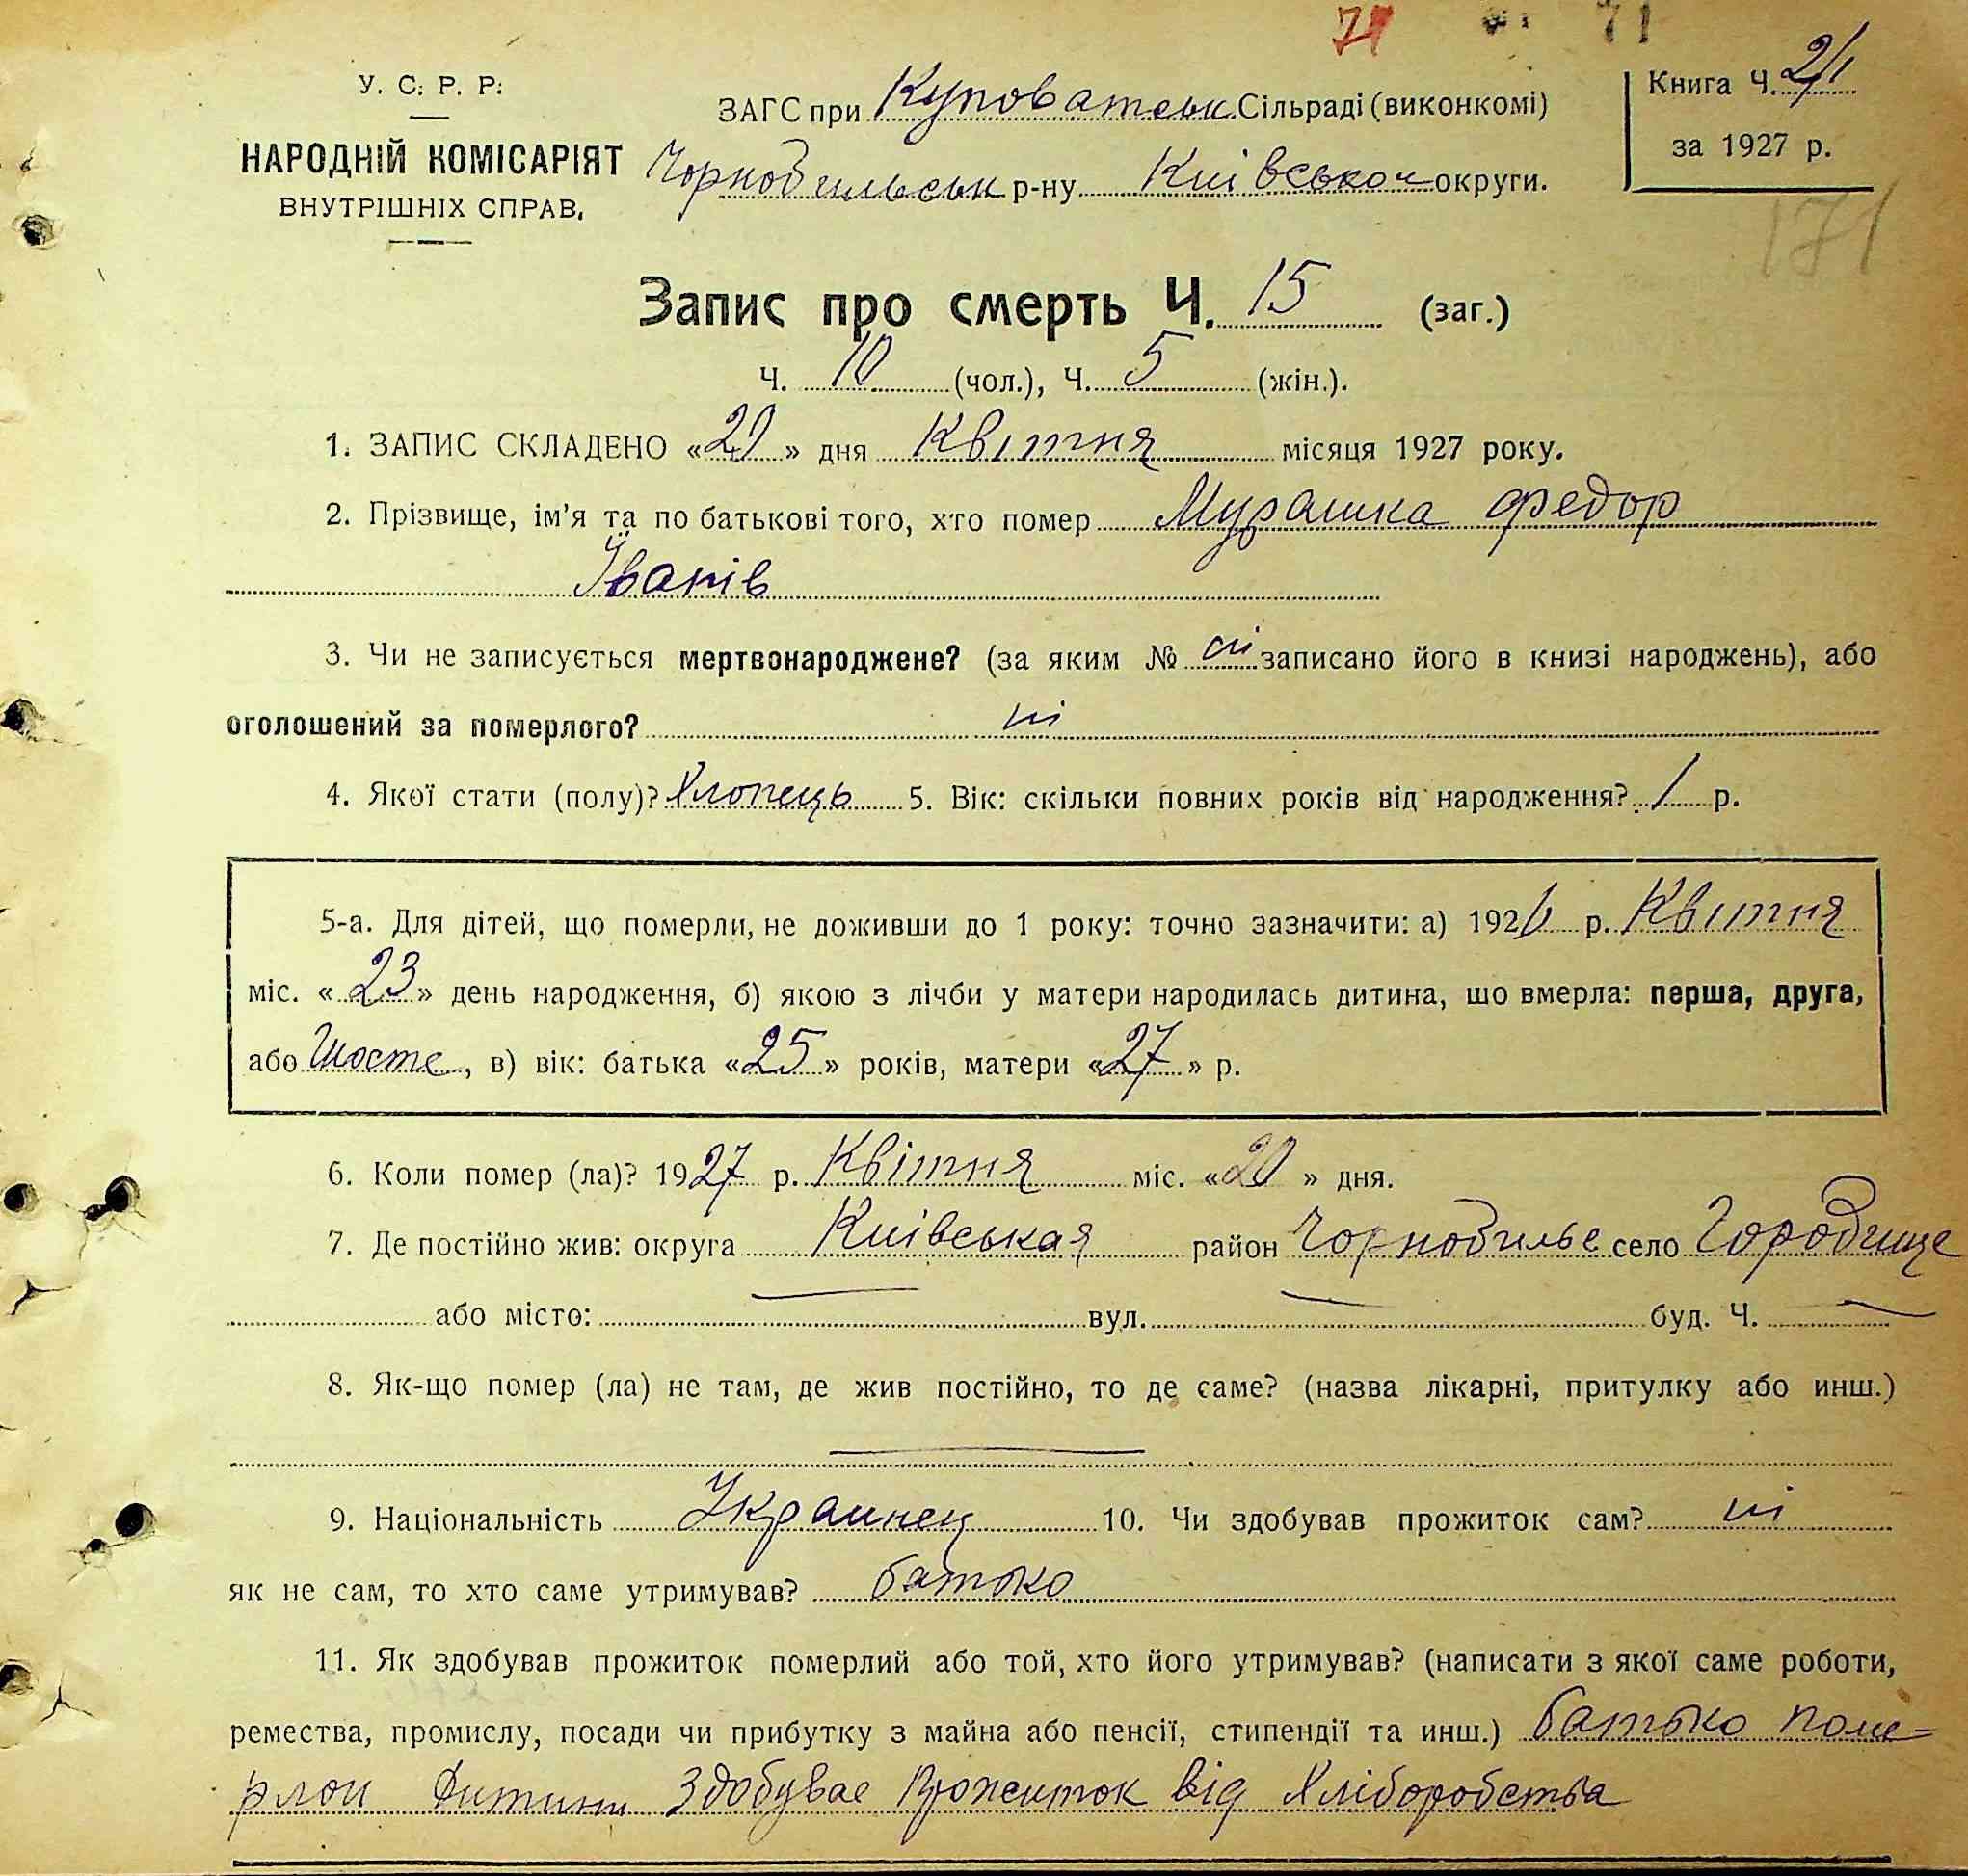 71 71
У. С. Р. Р.
НАРОДНІЙ КОМІСАРІЯТ
ВНУТРІШНІХ СПРАВ.
ЗАГС при Куповатськ. Сільраді (виконкомі)
Чорнобильськ р-ну Київськой округи.
Книга Ч. 2/1
за 1927 р.
171
Запис про смерть Ч. 15 (заг.)
Ч. 10 (чол.), Ч. 5 (жін.).
1. ЗАПИС СКЛАДЕНО «20» дня Квітня місяця 1927 року.
2. Прізвище, ім'я та по батькові того, хто помер Мурашка Федор
Іванів
3. Чи не записується мертвонароджене? (за яким № ні записано його в книзі народжень), або
оголошений за померлого? ні
4. Якої стати (полу)? Хлопець 5. Вік: скільки повних років від народження? 1 р.
5-а. Для дітей, що померли, не доживши до 1 року: точно зазначити: а) 1926 р. Квітня
міс. «23» день народження, б) якою з лічби у матери народилась дитина, що вмерла: перша, друга,
або Шосте, в) вік: батька «25» років, матери «27» р.
6. Коли помер (ла)? 1927 р. Квітня міс. «20» дня.
7. Де постійно жив: округа Київськая район Чорнобилье село Городище
або місто: — вул. — буд. Ч. —
8. Як-що помер (ла) не там, де жив постійно, то де саме? (назва лікарні, притулку або инш.)
—
9. Національність Украинец 10. Чи здобував прожиток сам? ні
як не сам, то хто саме утримував? батько
11. Як здобував прожиток померлий або той, хто його утримував? (написати з якої саме роботи,
ремества, промислу, посади чи прибутку з майна або пенсії, стипендії та инш.) батько поме=
рлои дитини здобувае прожиток від Хліборобства